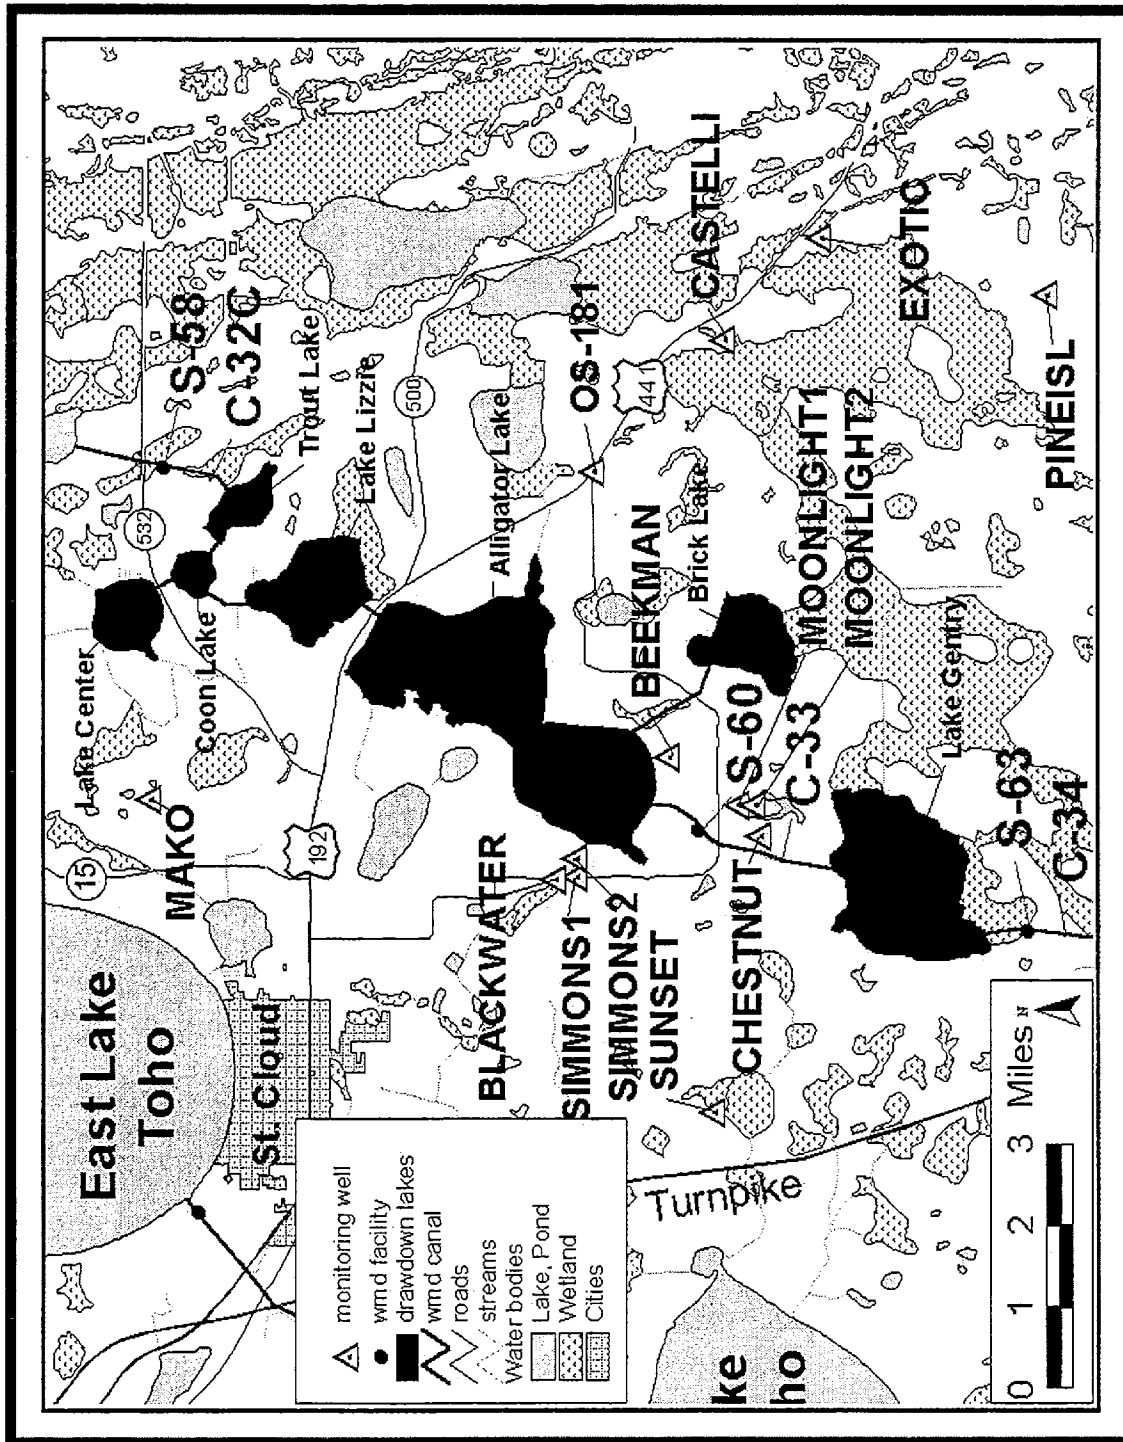 East Lake
Toho
St. Cloud
15
MAKO
Lake Center
532
Coon Lake
S-58
C-32C
Trout Lake
Lake Lizzie
192
500
Alligator Lake
BLACKWATER
SIMMONS1
SIMMONS2
SUNSET
OS-181
441
CASTELLI
BEEKMAN
Brick Lake
CHESTNUT
S-60
C-33
MOONLIGHT1
MOONLIGHT2
EXOTIC
PINEISL
Lake Gentry
S-63
C-34
Turnpike
ke
ho
monitoring well
wmd facility
drawdown lakes
wmd canal
roads
streams
Water bodies
Lake, Pond
Wetland
Cities
0 1 2 3 Miles
N